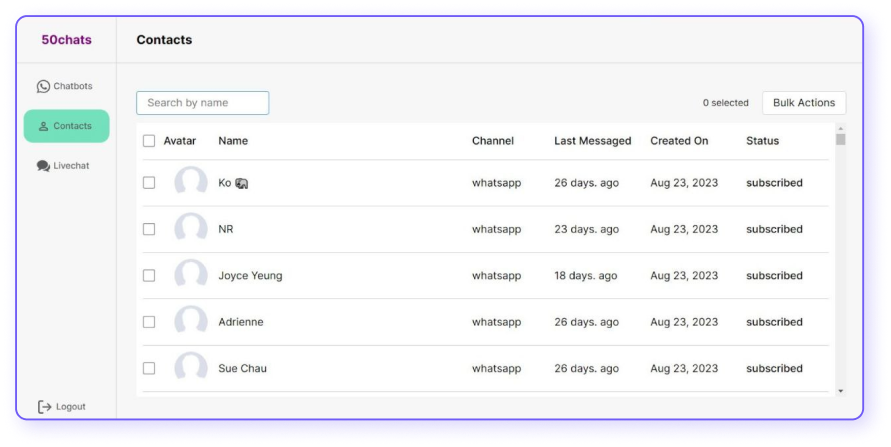 50chats
Contacts
Chatbots
Contacts
Livechat
Logout
Search by name
0 selected
Bulk Actions
Avatar Name Channel Last Messaged Created On Status
Ko whatsapp 26 days. ago Aug 23, 2023 subscribed
NR whatsapp 23 days. ago Aug 23, 2023 subscribed
Joyce Yeung whatsapp 18 days. ago Aug 23, 2023 subscribed
Adrienne whatsapp 26 days. ago Aug 23, 2023 subscribed
Sue Chau whatsapp 26 days. ago Aug 23, 2023 subscribed